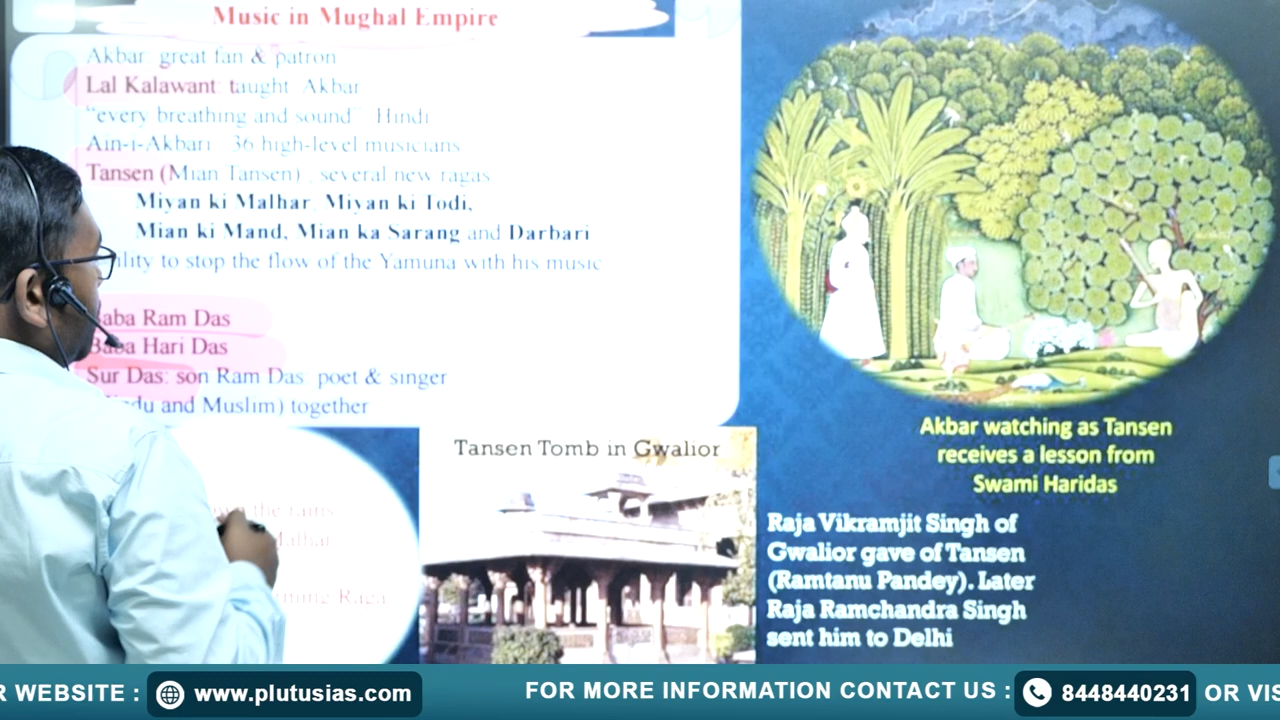 Music in Mughal Empire
Akbar: great fan & patron
Lal Kalawant: taught Akbar
"every breathing and sound" Hindi
Ain-i-Akbari 36 high-level musicians
Tansen (Mian Tansen) , several new ragas
Miyan ki Malhar, Miyan ki Todi,
Mian ki Mand, Mian ka Sarang and Darbari
to stop the flow of the Yamuna with his music
Baba Ram Das
Baba Hari Das
Sur Das: son Ram Das poet & singer
and Muslim) together
the rains
Malhar
Raga
Tansen Tomb in Gwalior
Akbar watching as Tansen
receives a lesson from
Swami Haridas
Raja Vikramjit Singh of
Gwalior gave of Tansen
(Ramtanu Pandey). Later
Raja Ramchandra Singh
sent him to Delhi
R WEBSITE : www.plutusias.com FOR MORE INFORMATION CONTACT US : 8448440231 OR VIS